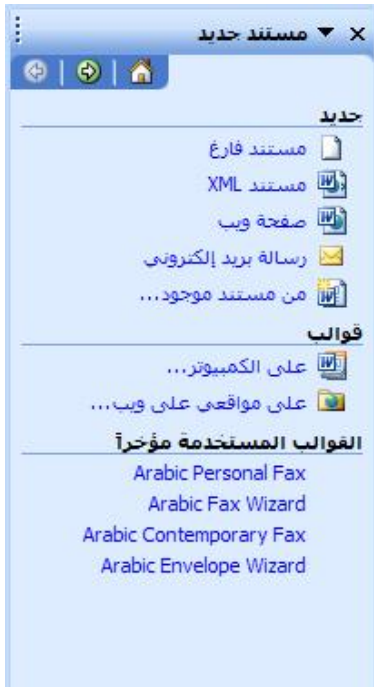 مستند جديد
جديد
مستند فارغ
مستند XML
صفحة ويب
رسالة بريد إلكتروني
من مستند موجود...
قوالب
على الكمبيوتر...
على مواقعي على ويب...
القوالب المستخدمة مؤخراً
Arabic Personal Fax
Arabic Fax Wizard
Arabic Contemporary Fax
Arabic Envelope Wizard